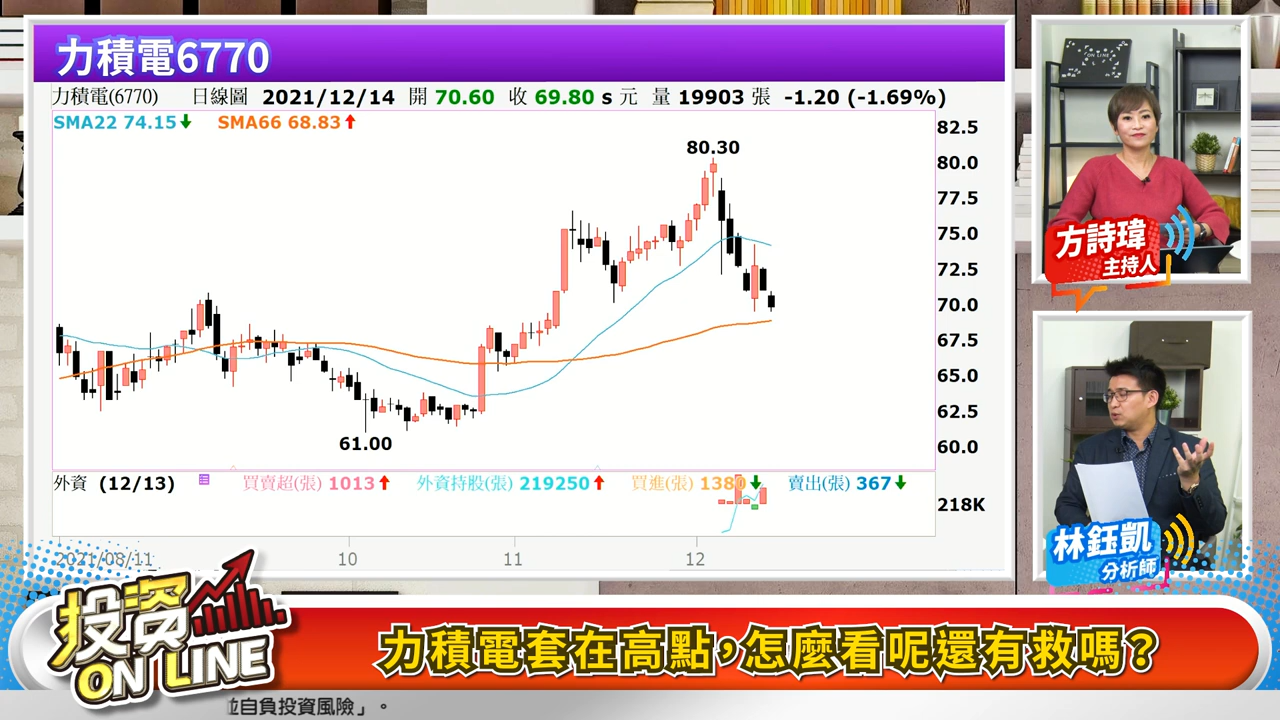 力積電6770
力積電(6770) 日線圖 2021/12/14 開 70.60 收 69.80 s 元 量 19903 張 -1.20 (-1.69%)
SMA22 74.15 SMA66 68.83
82.5
80.30
80.0
77.5
75.0
72.5
70.0
67.5
65.0
62.5
61.00
60.0
外資 (12/13) 買賣超(張) 1013 外資持股(張) 219250 買進(張) 1380 賣出(張) 367
218K
2021/08/11 10 11 12
ON LINE
方詩瑋
主持人
林鈺凱
分析師
投資
ON LINE
力積電套在高點,怎麼看呢還有救嗎?
並自負投資風險」。